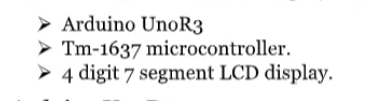 ➤ Arduino UnoR3
➤ Tm-1637 microcontroller.
➤ 4 digit 7 segment LCD display.